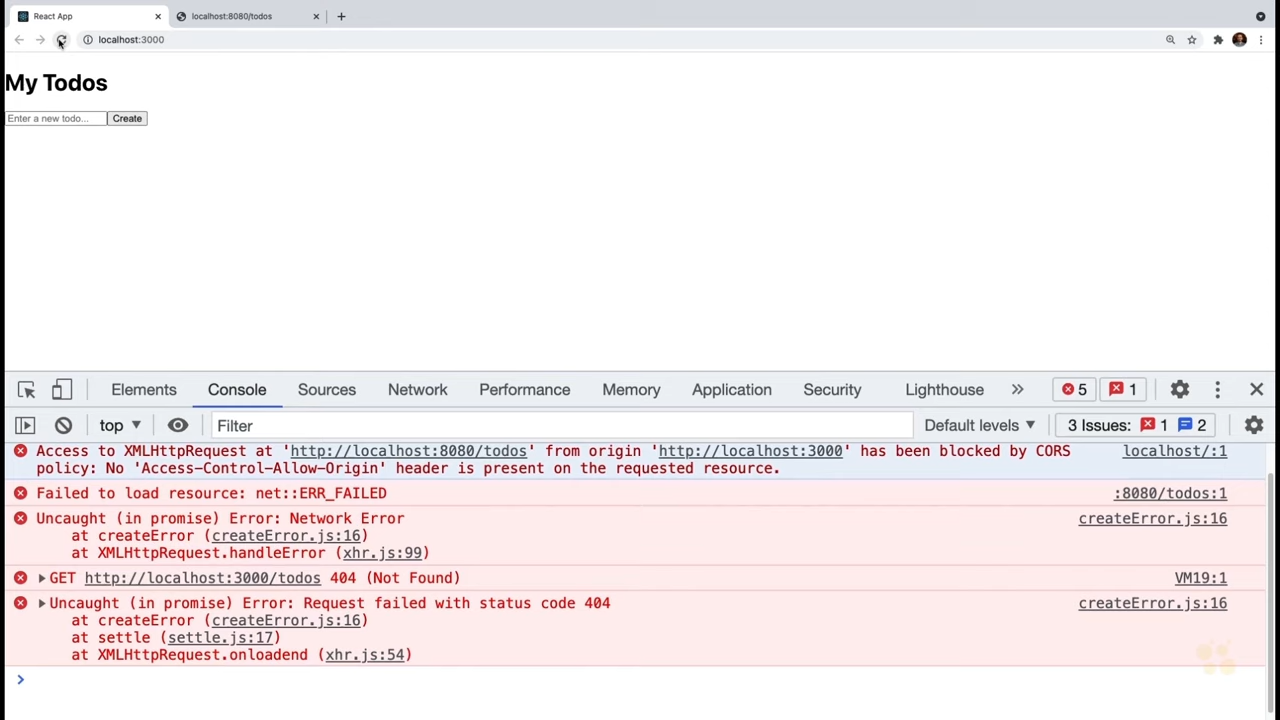 React App
localhost:8080/todos
localhost:3000
My Todos
Enter a new todo... Create
Elements Console Sources Network Performance Memory Application Security Lighthouse » 5 1
top Filter Default levels 3 Issues: 1 2
Access to XMLHttpRequest at 'http://localhost:8080/todos' from origin 'http://localhost:3000' has been blocked by CORS localhost/:1
policy: No 'Access-Control-Allow-Origin' header is present on the requested resource.
Failed to load resource: net::ERR_FAILED :8080/todos:1
Uncaught (in promise) Error: Network Error createError.js:16
at createError (createError.js:16)
at XMLHttpRequest.handleError (xhr.js:99)
GET http://localhost:3000/todos 404 (Not Found) VM19:1
Uncaught (in promise) Error: Request failed with status code 404 createError.js:16
at createError (createError.js:16)
at settle (settle.js:17)
at XMLHttpRequest.onloadend (xhr.js:54)